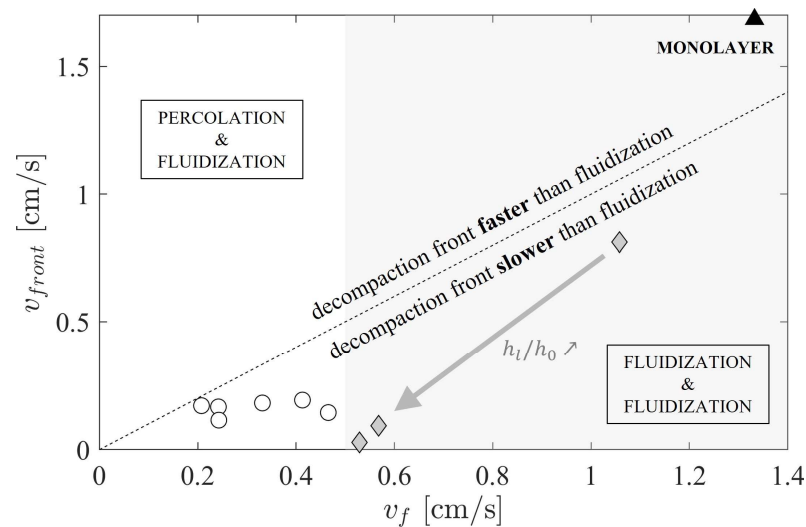 MONOLAYER
PERCOLATION
&
FLUIDIZATION
decompaction front faster than fluidization
decompaction front slower than fluidization
h_l/h_0 ↗
FLUIDIZATION
&
FLUIDIZATION
v_{front} [cm/s]
1.5
1
0.5
0
0 0.2 0.4 0.6 0.8 1 1.2 1.4
v_f [cm/s]